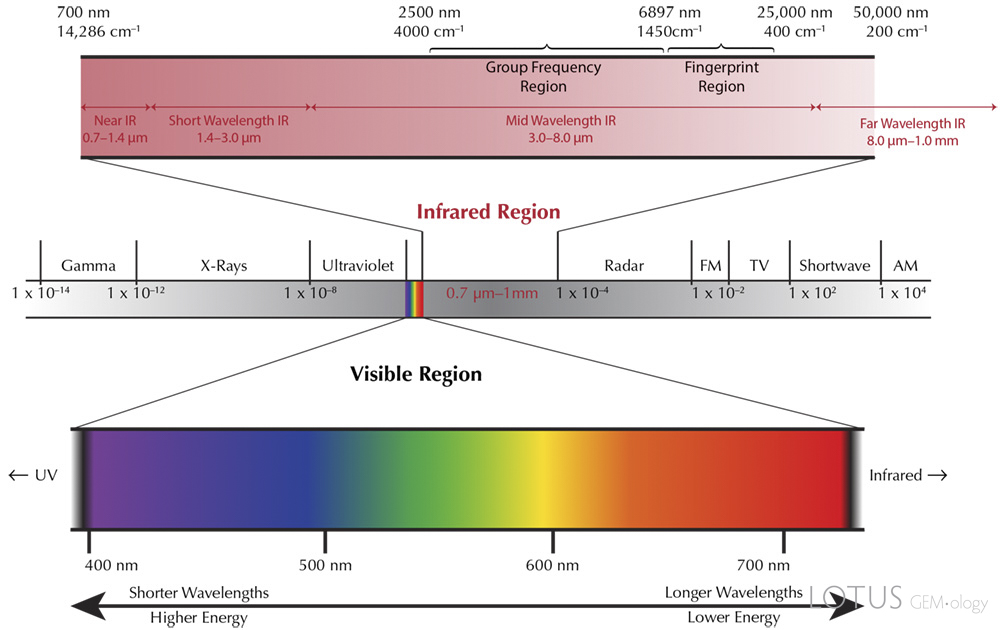 700 nm 2500 nm 6897 nm 25,000 nm 50,000 nm
14,286 cm⁻¹ 4000 cm⁻¹ 1450cm⁻¹ 400 cm⁻¹ 200 cm⁻¹
Group Frequency
Region
Fingerprint
Region
Near IR
0.7–1.4 µm
Short Wavelength IR
1.4–3.0 µm
Mid Wavelength IR
3.0–8.0 µm
Far Wavelength IR
8.0 µm–1.0 mm
Infrared Region
Gamma X-Rays Ultraviolet Radar FM TV Shortwave AM
1 x 10⁻¹⁴ 1 x 10⁻¹² 1 x 10⁻⁸ 0.7 µm–1mm 1 x 10⁻⁴ 1 x 10⁻² 1 x 10² 1 x 10⁴
Visible Region
← UV Infrared →
400 nm 500 nm 600 nm 700 nm
Shorter Wavelengths Longer Wavelengths
Higher Energy Lower Energy
LOTUS GEM·ology